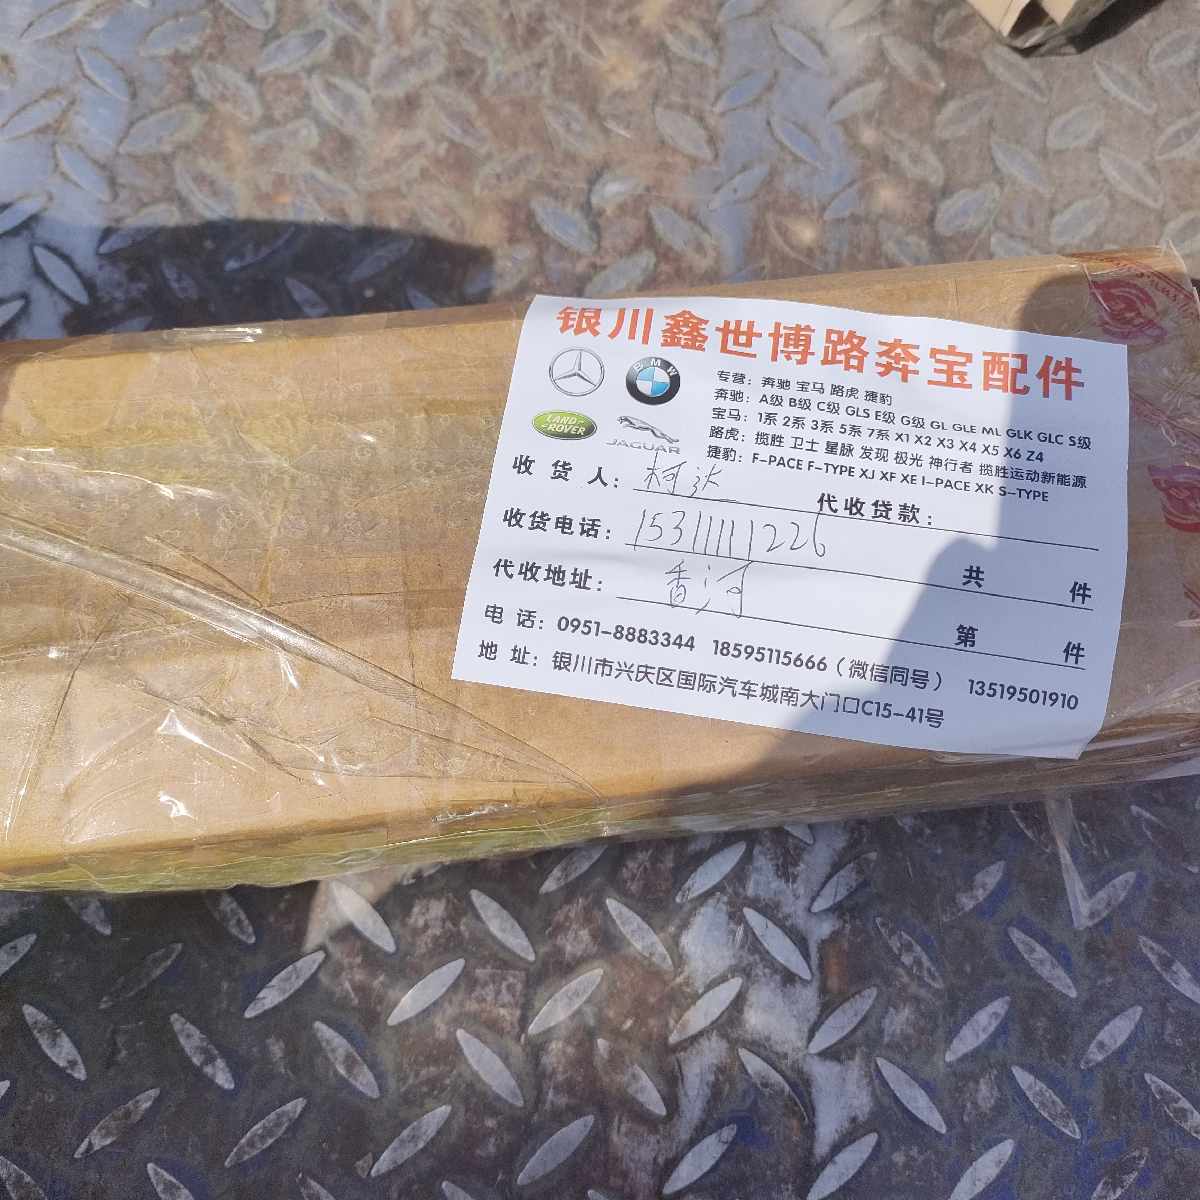 银川鑫世博路奔宝配件
BMW
LAND-
-ROVER
JAGUAR
专营：奔驰 宝马 路虎 捷豹
奔驰：A级 B级 C级 GLS E级 G级 GL GLE ML GLK GLC S级
宝马：1系 2系 3系 5系 7系 X1 X2 X3 X4 X5 X6 Z4
路虎：揽胜 卫士 星脉 发现 极光 神行者 揽胜运动新能源
捷豹：F-PACE F-TYPE XJ XF XE I-PACE XK S-TYPE
收货人：柯达 代收贷款：
收货电话：15311111226 共 件
代收地址：香河 第 件
电话：0951-8883344 18595115666（微信同号） 13519501910
地址：银川市兴庆区国际汽车城南大门口C15-41号